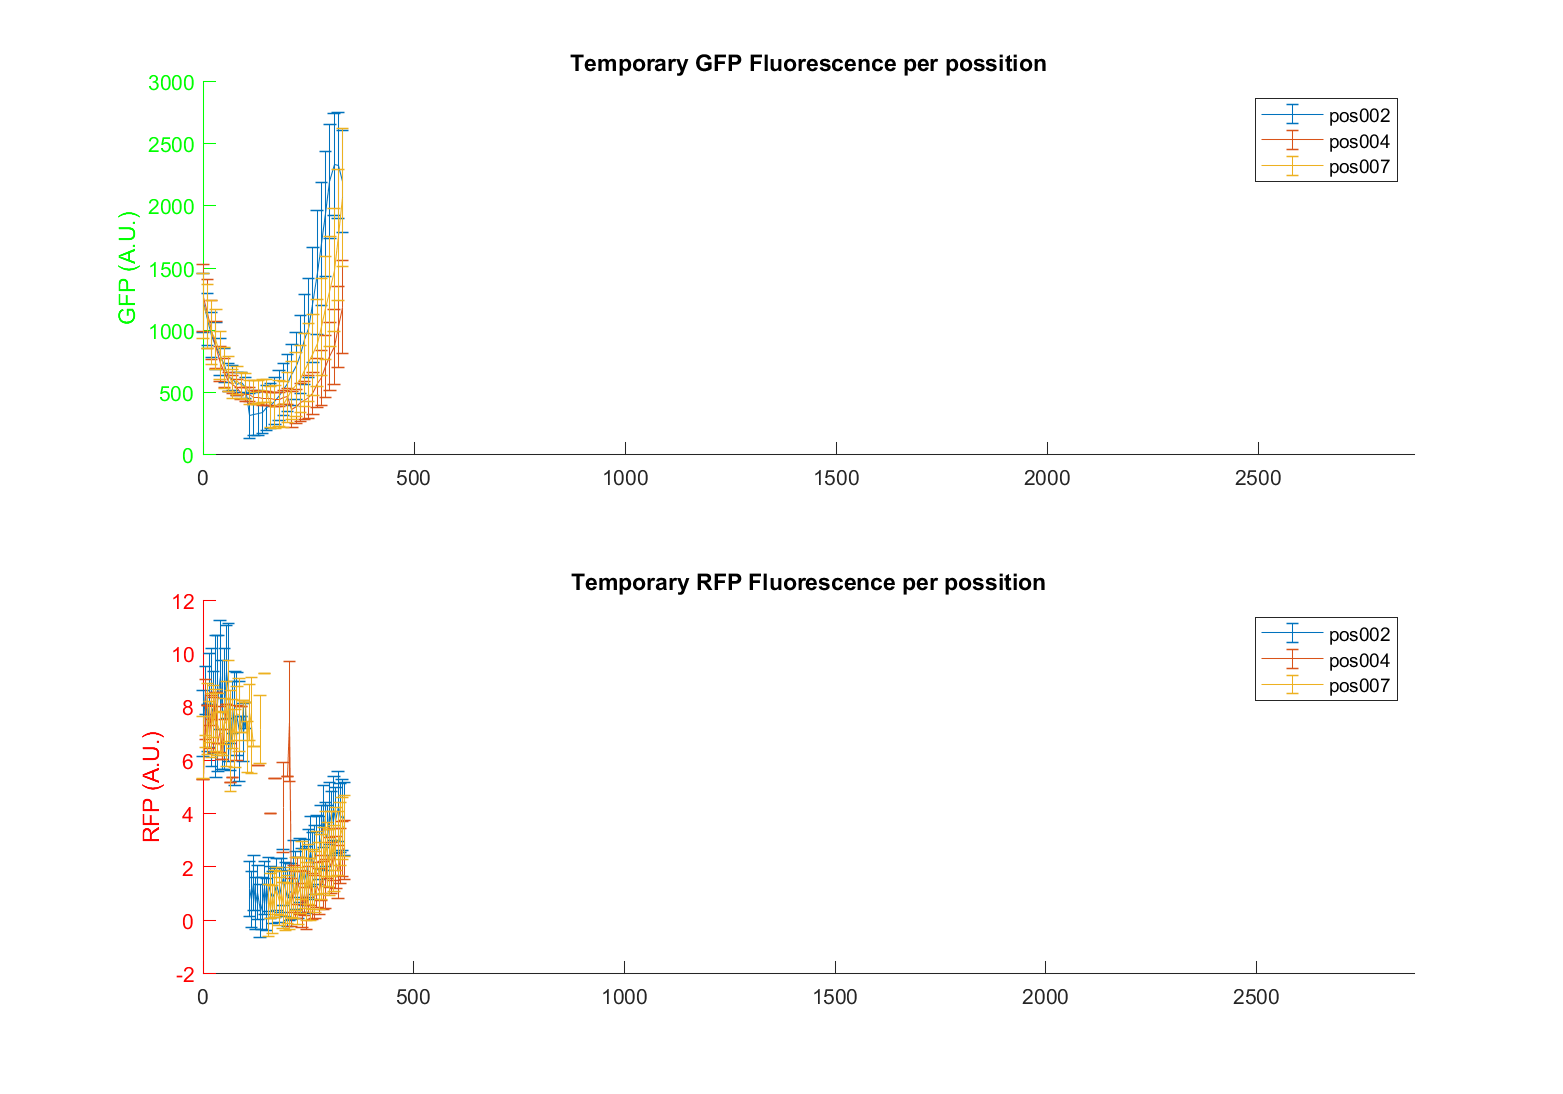 Temporary GFP Fluorescence per possition
3000
2500
2000
1500
1000
500
0
GFP (A.U.)
0 500 1000 1500 2000 2500
pos002
pos004
pos007
Temporary RFP Fluorescence per possition
12
10
8
6
4
2
0
-2
RFP (A.U.)
0 500 1000 1500 2000 2500
pos002
pos004
pos007